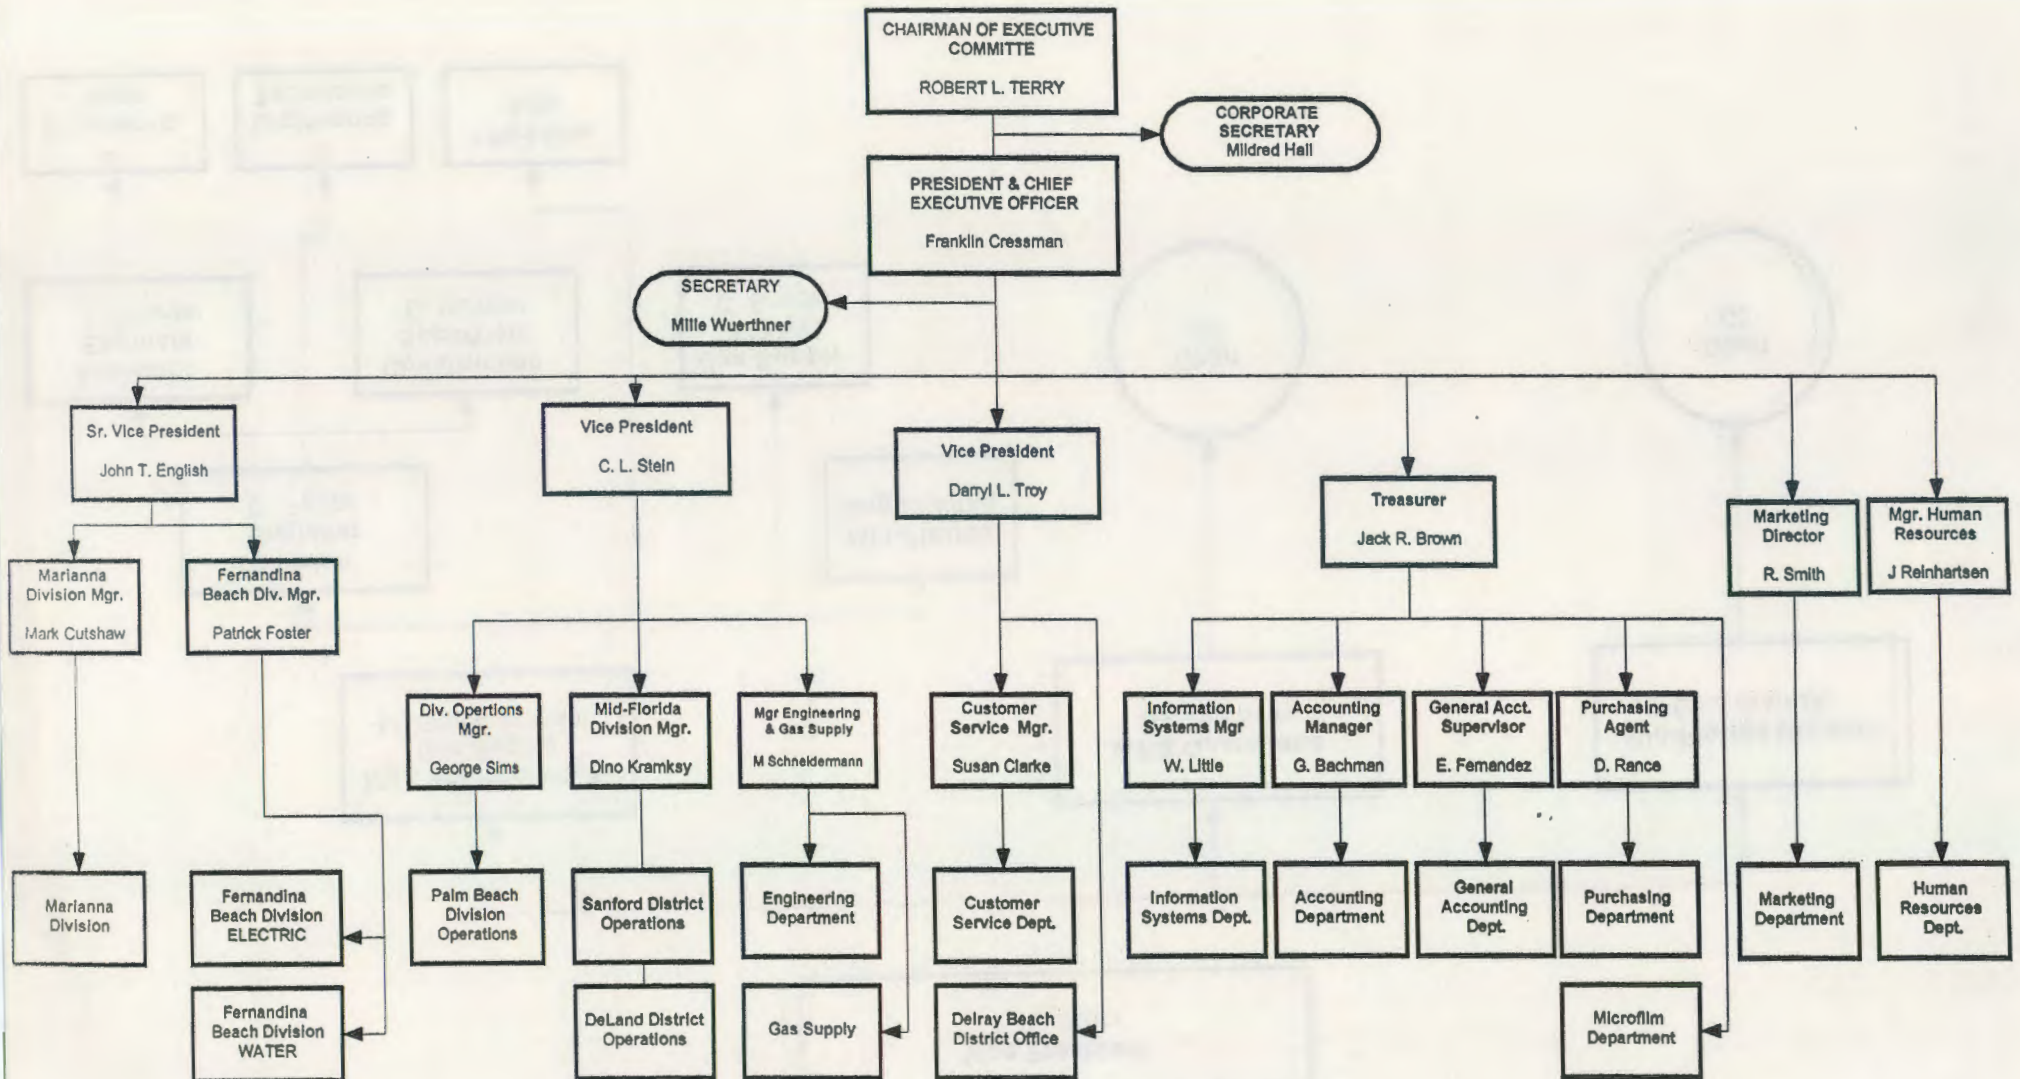 CHAIRMAN OF EXECUTIVE
COMMITTE
ROBERT L. TERRY
CORPORATE
SECRETARY
Mildred Hall
PRESIDENT & CHIEF
EXECUTIVE OFFICER
Franklin Cressman
SECRETARY
Millie Wuerthner
Sr. Vice President
John T. English
Vice President
C. L. Stein
Vice President
Darryl L. Troy
Treasurer
Jack R. Brown
Marketing
Director
R. Smith
Mgr. Human
Resources
J Reinhartsen
Marianna
Division Mgr.
Mark Cutshaw
Fernandina
Beach Div. Mgr.
Patrick Foster
Div. Opertions
Mgr.
George Sims
Mid-Florida
Division Mgr.
Dino Kramksy
Mgr Engineering
& Gas Supply
M Schneidermann
Customer
Service Mgr.
Susan Clarke
Information
Systems Mgr
W. Little
Accounting
Manager
G. Bachman
General Acct.
Supervisor
E. Fernandez
Purchasing
Agent
D. Rance
Marianna
Division
Fernandina
Beach Division
ELECTRIC
Palm Beach
Division
Operations
Sanford District
Operations
Engineering
Department
Customer
Service Dept.
Information
Systems Dept.
Accounting
Department
General
Accounting
Dept.
Purchasing
Department
Marketing
Department
Human
Resources
Dept.
Fernandina
Beach Division
WATER
DeLand District
Operations
Gas Supply
Delray Beach
District Office
Microfilm
Department